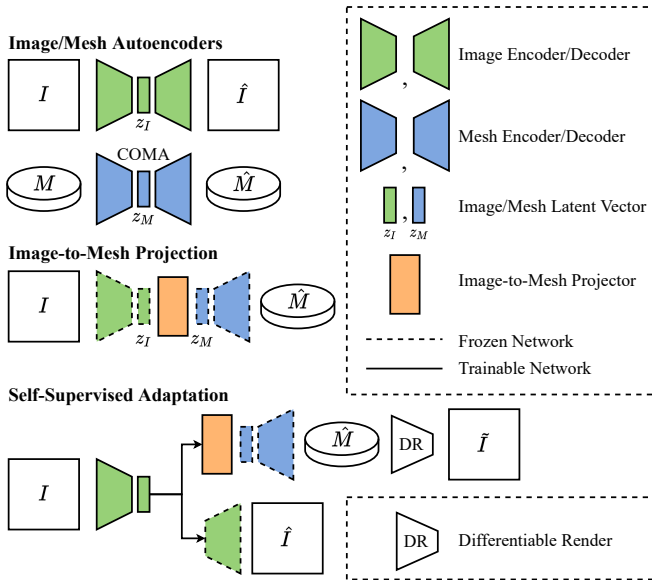 Image/Mesh Autoencoders
I
z_I
Î
COMA
M
z_M
M̂
Image-to-Mesh Projection
I
z_I
z_M
M̂
Self-Supervised Adaptation
I
M̂
DR
Ĩ
Î
,
Image Encoder/Decoder
,
Mesh Encoder/Decoder
,
z_I z_M
Image/Mesh Latent Vector
Image-to-Mesh Projector
Frozen Network
Trainable Network
DR
Differentiable Render